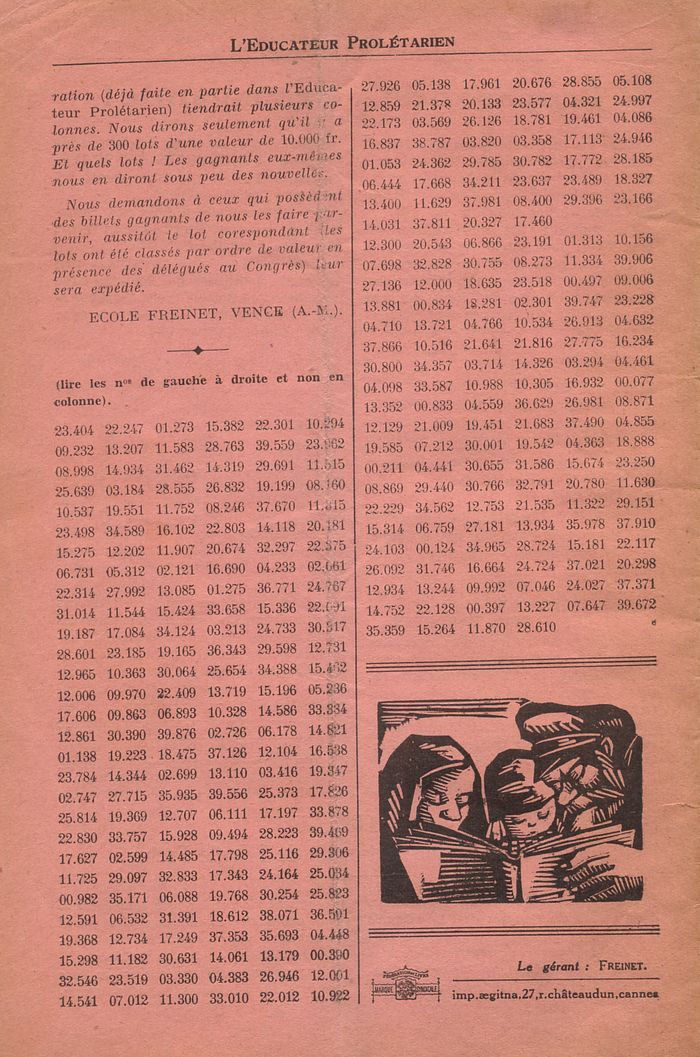 L'EDUCATEUR PROLÉTARIEN
ration (déjà faite en partie dans l'Educa-
teur Prolétarien) tiendrait plusieurs co-
lonnes. Nous dirons seulement qu'il y a
près de 300 lots d'une valeur de 10.000 fr.
Et quels lots ! Les gagnants eux-mêmes
nous en diront sous peu des nouvelles.
Nous demandons à ceux qui possèdent
des billets gagnants de nous les faire par-
venir, aussitôt le lot corespondant (les
lots ont été classés par ordre de valeur en
présence des délégués au Congrès) leur
sera expédié.
ECOLE FREINET, VENCE (A.-M.).
(lire les nos de gauche à droite et non en
colonne).
23.404 22.247 01.273 15.382 22.301 10.294
09.232 13.207 11.583 28.763 39.559 23.962
08.998 14.934 31.462 14.319 29.691 11.515
25.639 03.184 28.555 26.832 19.199 08.160
10.537 19.551 11.752 08.246 37.670 11.315
23.498 34.589 16.102 22.803 14.118 20.181
15.275 12.202 11.907 20.674 32.297 22.375
06.731 05.312 02.121 16.690 04.233 02.061
22.314 27.992 13.085 01.275 36.771 24.767
31.014 11.544 15.424 33.658 15.336 22.091
19.187 17.084 34.124 03.213 24.733 30.317
28.601 23.185 19.165 36.343 29.598 12.731
12.965 10.363 30.064 25.654 34.388
12.006 09.970 22.409 13.719 15.196 05.236
17.606 09.863 06.893 10.328 14.586 33.334
12.861 30.390 39.876 02.726 06.178 14.821
01.138 19.223 18.475 37.126 12.104 16.538
23.784 14.344 02.699 13.110 03.416 19.347
02.747 27.715 35.935 39.556 25.373 17.826
25.814 19.369 12.707 06.111 17.197 33.878
22.830 33.757 15.928 09.494 28.223 39.469
17.627 02.599 14.485 17.798 25.116 29.306
11.725 29.097 32.833 17.343 24.164 25.034
00.982 35.171 06.088 19.768 30.254 25.823
12.591 06.532 31.391 18.612 38.071 36.591
19.368 12.734 17.249 37.353 35.693 04.448
15.298 11.182 30.631 14.061 13.179 00.390
32.546 23.519 03.330 04.383 26.946 12.001
14.541 07.012 11.300 33.010 22.012 10.922
27.926 05.138 17.961 20.676 28.855 05.108
12.859 21.378 20.133 23.577 04.321 24.997
22.173 03.569 26.126 18.781 19.461 04.086
16.837 38.787 03.820 03.358 17.113 24.946
01.053 24.362 29.785 30.782 17.772 28.185
06.444 17.668 34.211 23.637 23.489 18.327
13.400 11.629 37.981 08.400 29.396 23.166
14.031 37.811 20.327 17.460
12.300 20.543 06.866 23.191 01.313 10.156
07.698 32.828 30.755 08.273 11.334 39.906
27.136 12.000 18.635 23.518 00.497 09.006
13.881 00.834 18.281 02.301 39.747 23.228
04.710 13.721 04.766 10.534 26.913 04.632
37.866 10.516 21.641 21.816 27.775 16.234
30.800 34.357 03.714 14.326 03.294 04.461
04.098 33.587 10.988 10.305 16.932 00.077
13.352 00.833 04.559 36.629 26.981 08.871
12.129 21.009 19.451 21.683 37.490 04.855
19.585 07.212 30.001 19.542 04.363 18.888
00.211 04.441 30.655 31.586 15.674 23.250
08.869 29.440 30.766 32.791 20.780 11.630
22.229 34.562 12.753 21.535 11.322 29.151
15.314 06.759 27.181 13.934 35.978 37.910
24.103 00.124 34.965 28.724 15.181 22.117
26.092 31.746 16.664 24.724 37.021 20.298
12.934 13.244 09.992 07.046 24.027 37.371
14.752 22.128 00.397 13.227 07.647 39.672
35.359 15.264 11.870 28.610
Le gérant : FREINET.
MARQUE SYNDICALE
imp.ægitna,27,r.châteaudun,cannes